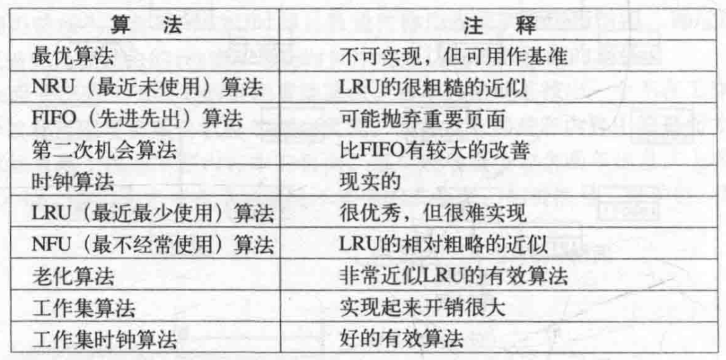 算 法 注 释
最优算法 不可实现，但可用作基准
NRU（最近未使用）算法 LRU的很粗糙的近似
FIFO（先进先出）算法 可能抛弃重要页面
第二次机会算法 比FIFO有较大的改善
时钟算法 现实的
LRU（最近最少使用）算法 很优秀，但很难实现
NFU（最不经常使用）算法 LRU的相对粗略的近似
老化算法 非常近似LRU的有效算法
工作集算法 实现起来开销很大
工作集时钟算法 好的有效算法